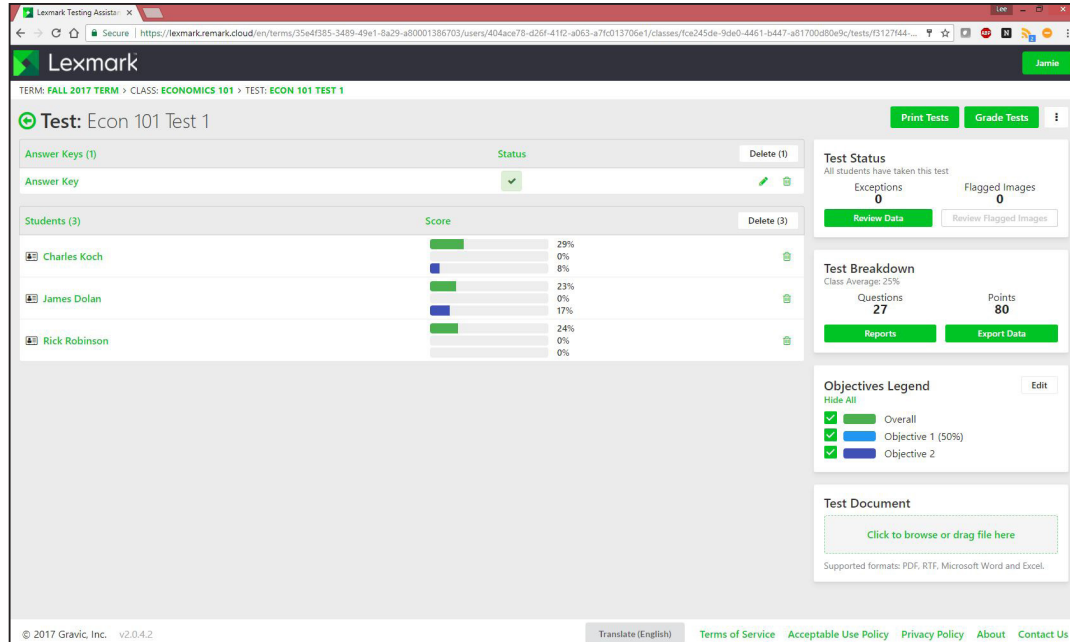 Lexmark Testing Assistan
Lee
Secure | https://lexmark.remark.cloud/en/terms/35e4f385-3489-49e1-8a29-a80001386703/users/404ace78-d26f-41f2-a063-a7fc013706e1/classes/fce245de-9de0-4461-b447-a81700d80e9c/tests/f3127f44-...
Lexmark
Jamie
TERM: FALL 2017 TERM > CLASS: ECONOMICS 101 > TEST: ECON 101 TEST 1
Test: Econ 101 Test 1
Print Tests Grade Tests
Answer Keys (1) Status Delete (1)
Answer Key
Students (3) Score Delete (3)
Charles Koch
29%
0%
8%
James Dolan
23%
0%
17%
Rick Robinson
24%
0%
0%
Test Status
All students have taken this test
Exceptions Flagged Images
0 0
Review Data Review Flagged Images
Test Breakdown
Class Average: 25%
Questions Points
27 80
Reports Export Data
Objectives Legend Edit
Hide All
Overall
Objective 1 (50%)
Objective 2
Test Document
Click to browse or drag file here
Supported formats: PDF, RTF, Microsoft Word and Excel.
© 2017 Gravic, Inc. v2.0.4.2 Translate (English) Terms of Service Acceptable Use Policy Privacy Policy About Contact Us